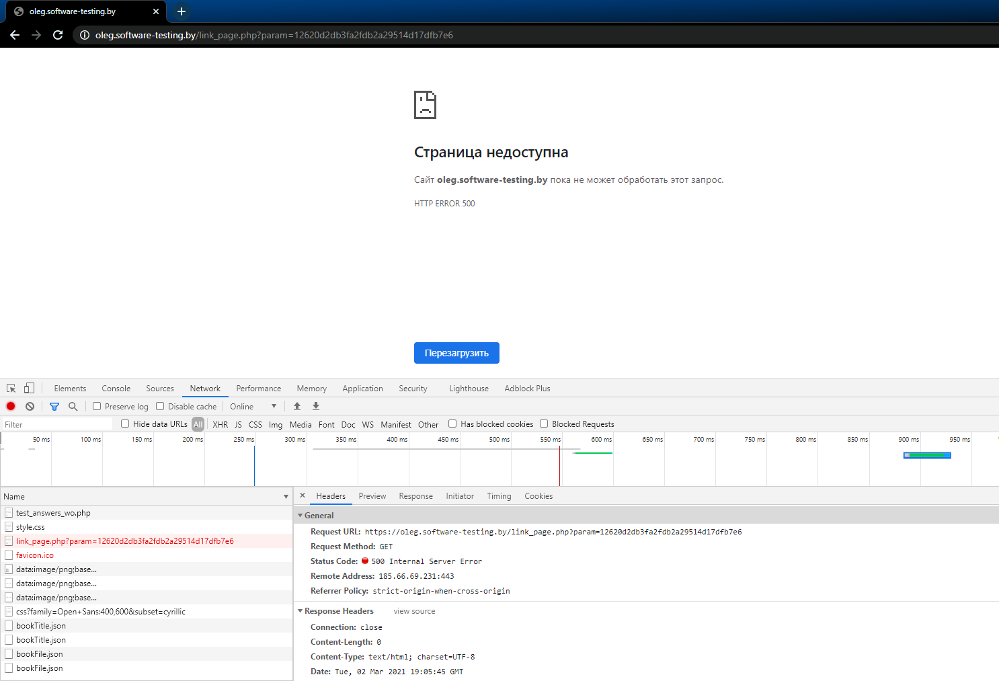 oleg.software-testing.by
oleg.software-testing.by/link_page.php?param=12620d2db3fa2fdb2a29514d17dfb7e6
Страница недоступна
Сайт oleg.software-testing.by пока не может обработать этот запрос.
HTTP ERROR 500
Перезагрузить
Elements Console Sources Network Performance Memory Application Security Lighthouse Adblock Plus
Preserve log Disable cache Online
Filter Hide data URLs All XHR JS CSS Img Media Font Doc WS Manifest Other Has blocked cookies Blocked Requests
50 ms 100 ms 150 ms 200 ms 250 ms 300 ms 350 ms 400 ms 450 ms 500 ms 550 ms 600 ms 650 ms 700 ms 750 ms 800 ms 850 ms 900 ms 950 ms
Name
test_answers_wo.php
style.css
link_page.php?param=12620d2db3fa2fdb2a29514d17dfb7e6
favicon.ico
data:image/png;base...
data:image/png;base...
data:image/png;base...
css?family=Open+Sans:400,600&subset=cyrillic
bookTitle.json
bookTitle.json
bookFile.json
bookFile.json
Headers Preview Response Initiator Timing Cookies
General
Request URL: https://oleg.software-testing.by/link_page.php?param=12620d2db3fa2fdb2a29514d17dfb7e6
Request Method: GET
Status Code: 500 Internal Server Error
Remote Address: 185.66.69.231:443
Referrer Policy: strict-origin-when-cross-origin
Response Headers view source
Connection: close
Content-Length: 0
Content-Type: text/html; charset=UTF-8
Date: Tue, 02 Mar 2021 19:05:45 GMT